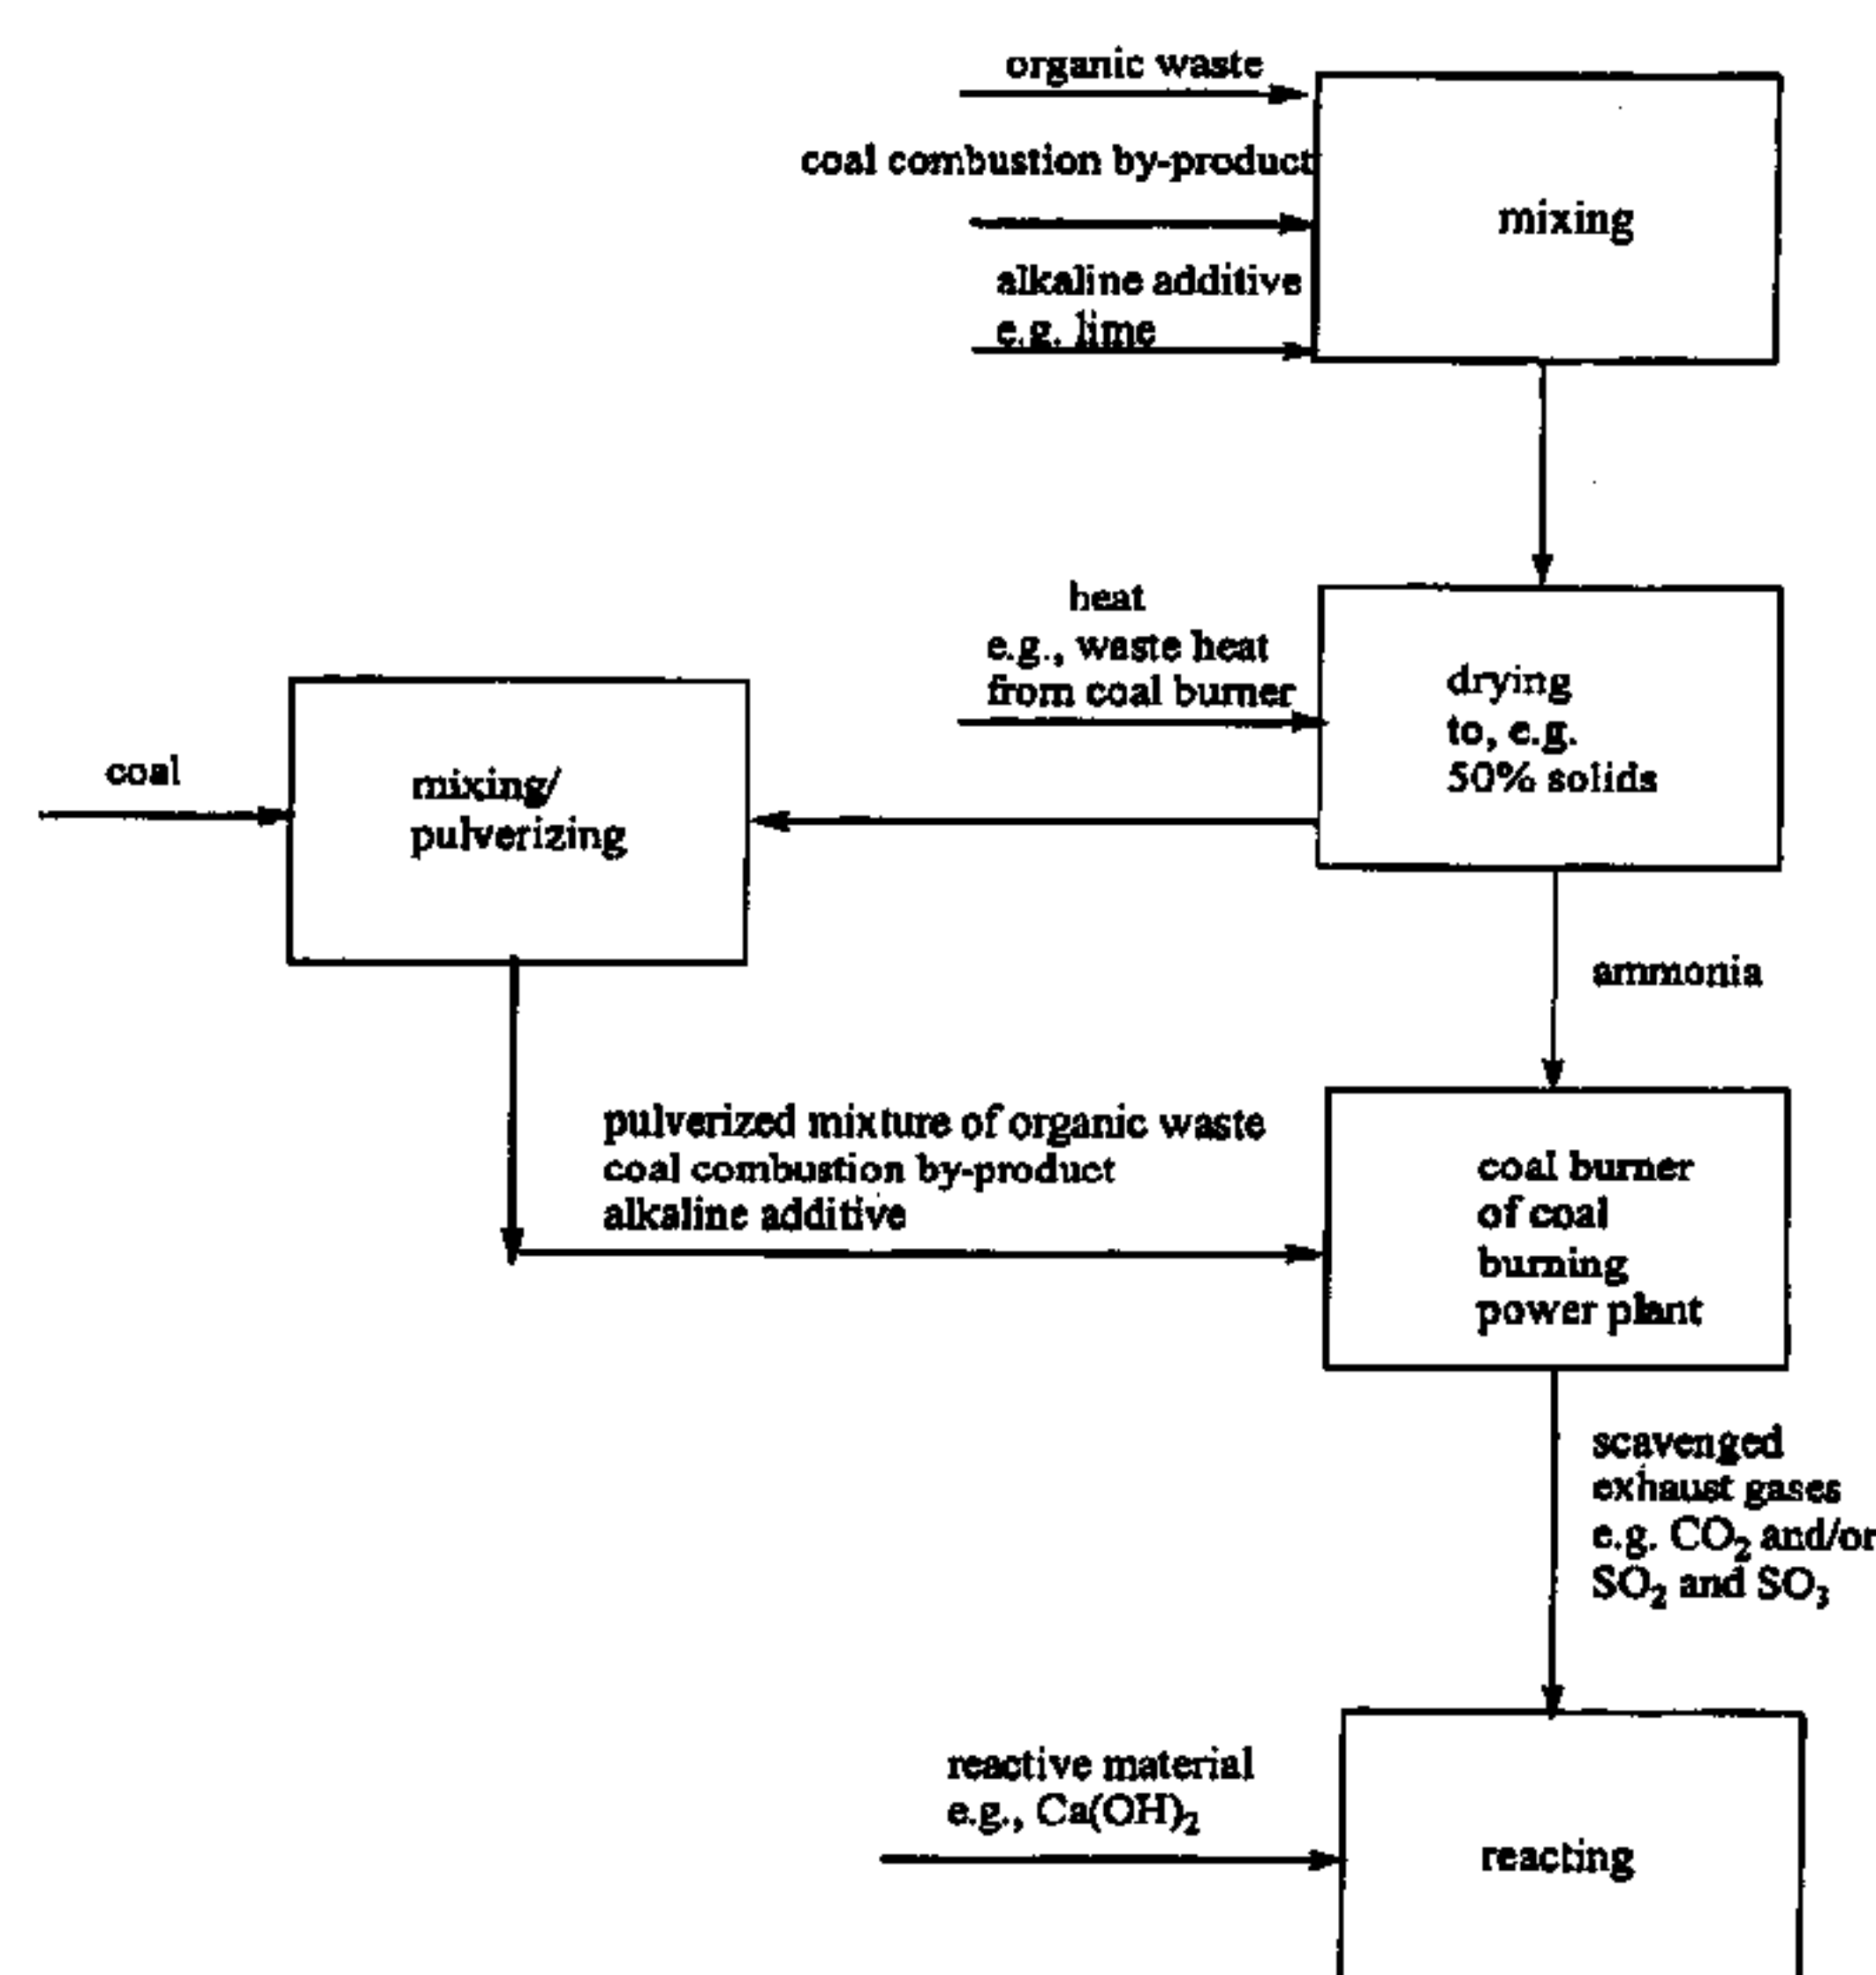 organic waste
coal combustion by-product
mixing
alkaline additive
e.g. lime
heat
e.g., waste heat
from coal burner
drying
to, e.g.
50% solids
coal
mixing/
pulverizing
ammonia
pulverized mixture of organic waste
coal combustion by-product
alkaline additive
coal burner
of coal
burning
power plant
scavenged
exhaust gases
e.g. CO₂ and/or
SO₂ and SO₃
reactive material
e.g., Ca(OH)₂
reacting